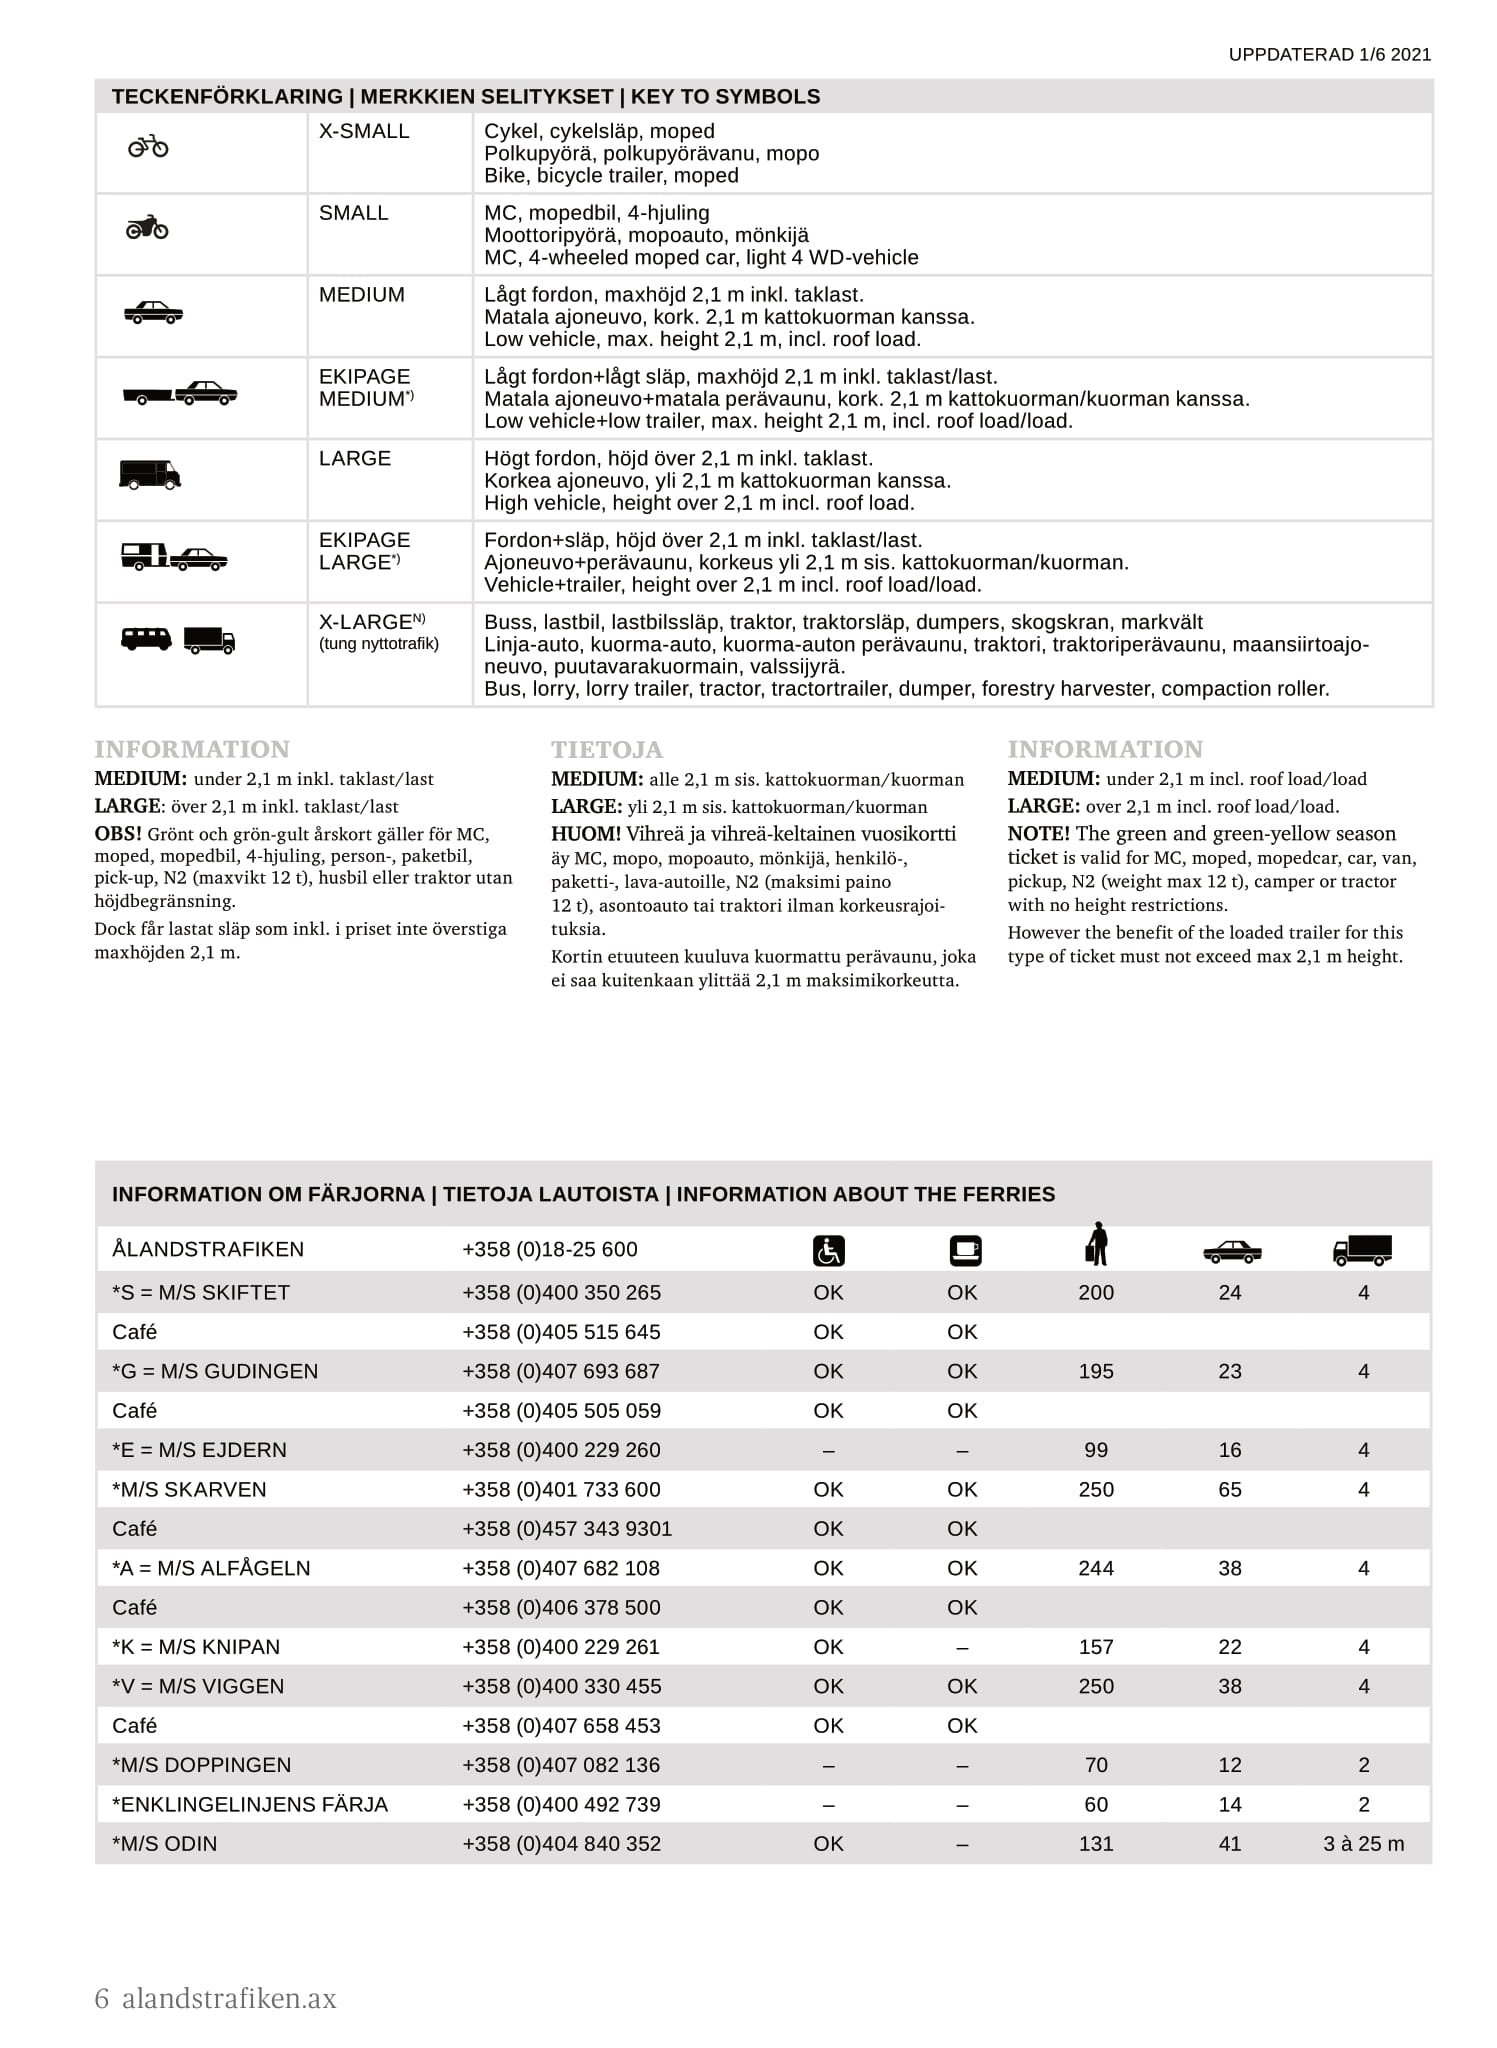 UPPDATERAD 1/6 2021
TECKENFÖRKLARING | MERKKIEN SELITYKSET | KEY TO SYMBOLS
X-SMALL
Cykel, cykelsläp, moped
Polkupyörä, polkupyörävanu, mopo
Bike, bicycle trailer, moped
SMALL
MC, mopedbil, 4-hjuling
Moottoripyörä, mopoauto, mönkijä
MC, 4-wheeled moped car, light 4 WD-vehicle
MEDIUM
Lågt fordon, maxhöjd 2,1 m inkl. taklast.
Matala ajoneuvo, kork. 2,1 m kattokuorman kanssa.
Low vehicle, max. height 2,1 m, incl. roof load.
EKIPAGE
MEDIUM*)
Lågt fordon+lågt släp, maxhöjd 2,1 m inkl. taklast/last.
Matala ajoneuvo+matala perävaunu, kork. 2,1 m kattokuorman/kuorman kanssa.
Low vehicle+low trailer, max. height 2,1 m, incl. roof load/load.
LARGE
Högt fordon, höjd över 2,1 m inkl. taklast.
Korkea ajoneuvo, yli 2,1 m kattokuorman kanssa.
High vehicle, height over 2,1 m incl. roof load.
EKIPAGE
LARGE*)
Fordon+släp, höjd över 2,1 m inkl. taklast/last.
Ajoneuvo+perävaunu, korkeus yli 2,1 m sis. kattokuorman/kuorman.
Vehicle+trailer, height over 2,1 m incl. roof load/load.
X-LARGEN)
(tung nyttotrafik)
Buss, lastbil, lastbilssläp, traktor, traktorsläp, dumpers, skogskran, markvält
Linja-auto, kuorma-auto, kuorma-auton perävaunu, traktori, traktoriperävaunu, maansiirtoajo-
neuvo, puutavarakuormain, valssijyrä.
Bus, lorry, lorry trailer, tractor, tractortrailer, dumper, forestry harvester, compaction roller.
INFORMATION
MEDIUM: under 2,1 m inkl. taklast/last
LARGE: över 2,1 m inkl. taklast/last
OBS! Grönt och grön-gult årskort gäller för MC,
moped, mopedbil, 4-hjuling, person-, paketbil,
pick-up, N2 (maxvikt 12 t), husbil eller traktor utan
höjdbegränsning.
Dock får lastat släp som inkl. i priset inte överstiga
maxhöjden 2,1 m.
TIETOJA
MEDIUM: alle 2,1 m sis. kattokuorman/kuorman
LARGE: yli 2,1 m sis. kattokuorman/kuorman
HUOM! Vihreä ja vihreä-keltainen vuosikortti
äy MC, mopo, mopoauto, mönkijä, henkilö-,
paketti-, lava-autoille, N2 (maksimi paino
12 t), asontoauto tai traktori ilman korkeusrajoi-
tuksia.
Kortin etuuteen kuuluva kuormattu perävaunu, joka
ei saa kuitenkaan ylittää 2,1 m maksimikorkeutta.
INFORMATION
MEDIUM: under 2,1 m incl. roof load/load
LARGE: over 2,1 m incl. roof load/load.
NOTE! The green and green-yellow season
ticket is valid for MC, moped, mopedcar, car, van,
pickup, N2 (weight max 12 t), camper or tractor
with no height restrictions.
However the benefit of the loaded trailer for this
type of ticket must not exceed max 2,1 m height.
INFORMATION OM FÄRJORNA | TIETOJA LAUTOISTA | INFORMATION ABOUT THE FERRIES
ÅLANDSTRAFIKEN +358 (0)18-25 600
*S = M/S SKIFTET +358 (0)400 350 265 OK OK 200 24 4
Café +358 (0)405 515 645 OK OK
*G = M/S GUDINGEN +358 (0)407 693 687 OK OK 195 23 4
Café +358 (0)405 505 059 OK OK
*E = M/S EJDERN +358 (0)400 229 260 – – 99 16 4
*M/S SKARVEN +358 (0)401 733 600 OK OK 250 65 4
Café +358 (0)457 343 9301 OK OK
*A = M/S ALFÅGELN +358 (0)407 682 108 OK OK 244 38 4
Café +358 (0)406 378 500 OK OK
*K = M/S KNIPAN +358 (0)400 229 261 OK – 157 22 4
*V = M/S VIGGEN +358 (0)400 330 455 OK OK 250 38 4
Café +358 (0)407 658 453 OK OK
*M/S DOPPINGEN +358 (0)407 082 136 – – 70 12 2
*ENKLINGELINJENS FÄRJA +358 (0)400 492 739 – – 60 14 2
*M/S ODIN +358 (0)404 840 352 OK – 131 41 3 à 25 m
6 alandstrafiken.ax